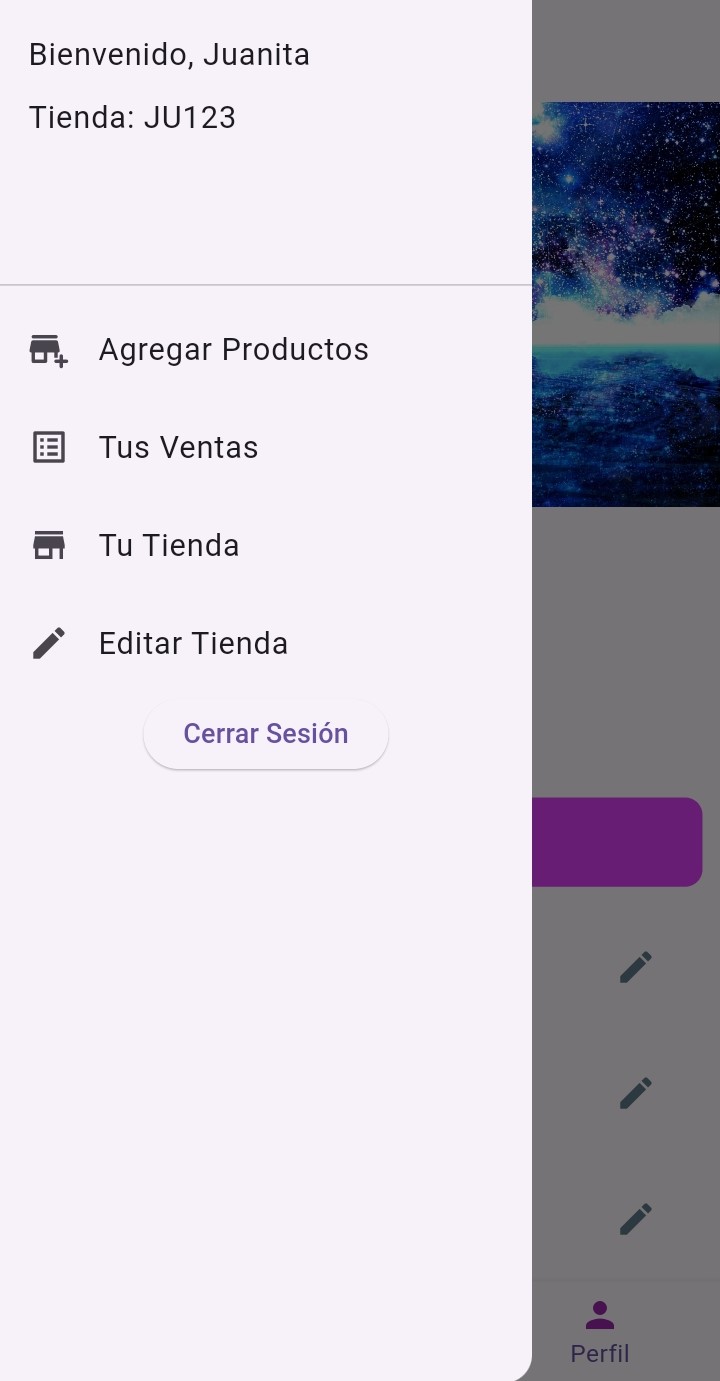 Bienvenido, Juanita
Tienda: JU123
Agregar Productos
Tus Ventas
Tu Tienda
Editar Tienda
Cerrar Sesión
Perfil